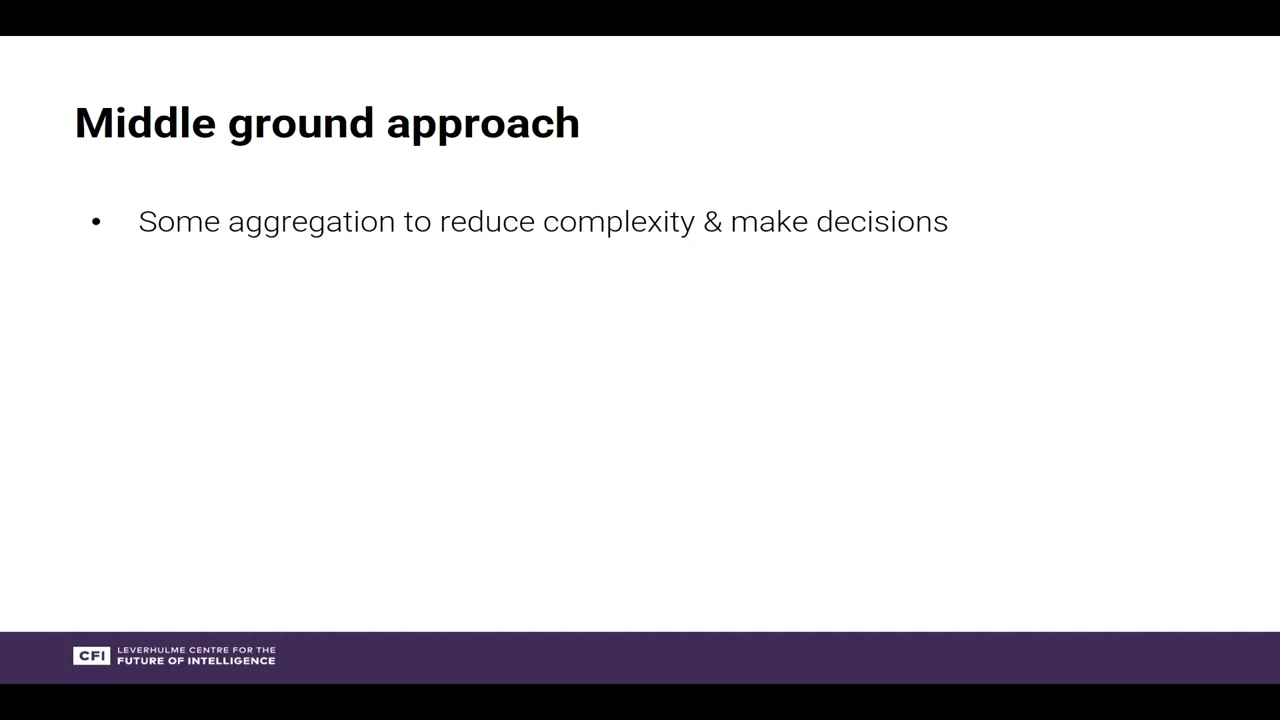 Middle ground approach
• Some aggregation to reduce complexity & make decisions
CFI
LEVERHULME CENTRE FOR THE
FUTURE OF INTELLIGENCE